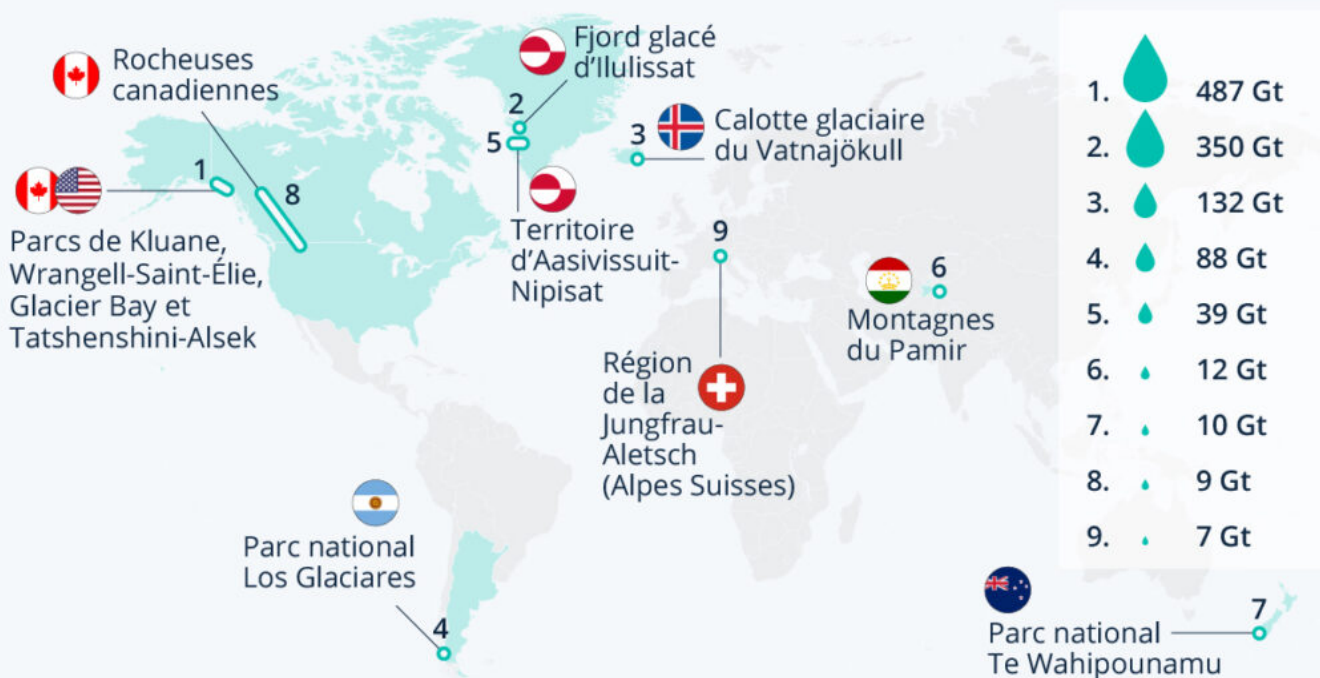 Rocheuses
canadiennes
Fjord glacé
d'Ilulissat
2
5
3
Calotte glaciaire
du Vatnajökull
1
8
Parcs de Kluane,
Wrangell-Saint-Élie,
Glacier Bay et
Tatshenshini-Alsek
Territoire
d'Aasivissuit-
Nipisat
9
6
Montagnes
du Pamir
Région
de la
Jungfrau-
Aletsch
(Alpes Suisses)
Parc national
Los Glaciares
4
7
Parc national
Te Wahipounamu
1. 487 Gt
2. 350 Gt
3. 132 Gt
4. 88 Gt
5. 39 Gt
6. 12 Gt
7. 10 Gt
8. 9 Gt
9. 7 Gt